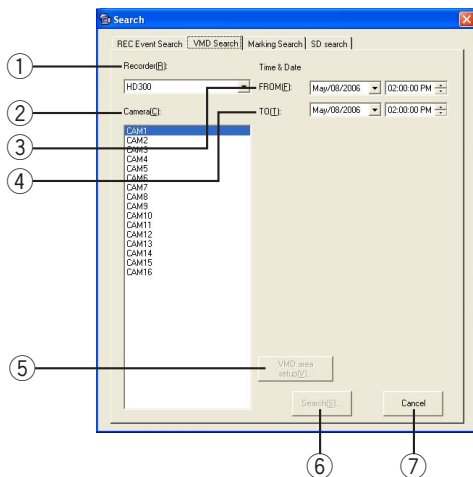 Search
REC Event Search VMD Search Marking Search SD search
① Recorder(R): Time & Date
HD300 FROM(F): May/08/2006 02:00:00 PM
② Camera(C): TO(T): May/08/2006 02:00:00 PM
CAM1
CAM2
③ CAM3
CAM4
④ CAM5
CAM6
CAM7
CAM8
CAM9
CAM10
CAM11
CAM12
CAM13
CAM14
CAM15
CAM16
⑤ VMD area
setup(V)...
Search(S)... Cancel
⑥ ⑦